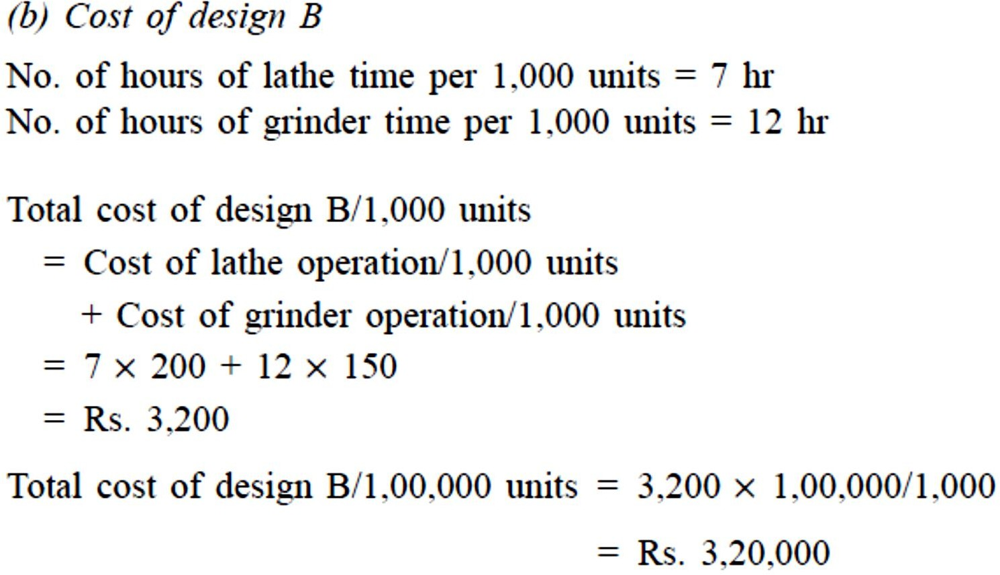 (b) Cost of design B
No. of hours of lathe time per 1,000 units = 7 hr
No. of hours of grinder time per 1,000 units = 12 hr
Total cost of design B/1,000 units
= Cost of lathe operation/1,000 units
+ Cost of grinder operation/1,000 units
= 7 × 200 + 12 × 150
= Rs. 3,200
Total cost of design B/1,00,000 units = 3,200 × 1,00,000/1,000
= Rs. 3,20,000